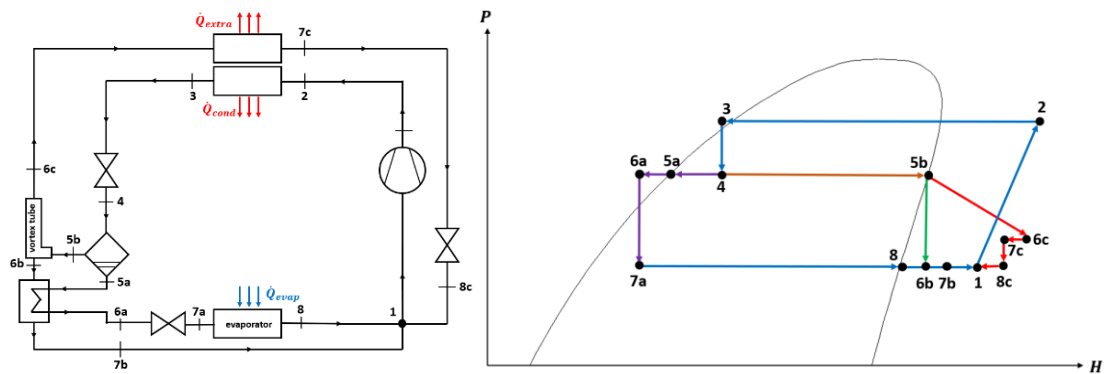 Q̇extra
7c
3
2
Q̇cond
6c
4
vortex tube
5b
6b
5a
6a
7a
Q̇evap
evaporator
8
1
8c
7b
P
3
2
6a
5a
4
5b
6c
7c
8
7a
6b
7b
1
8c
H